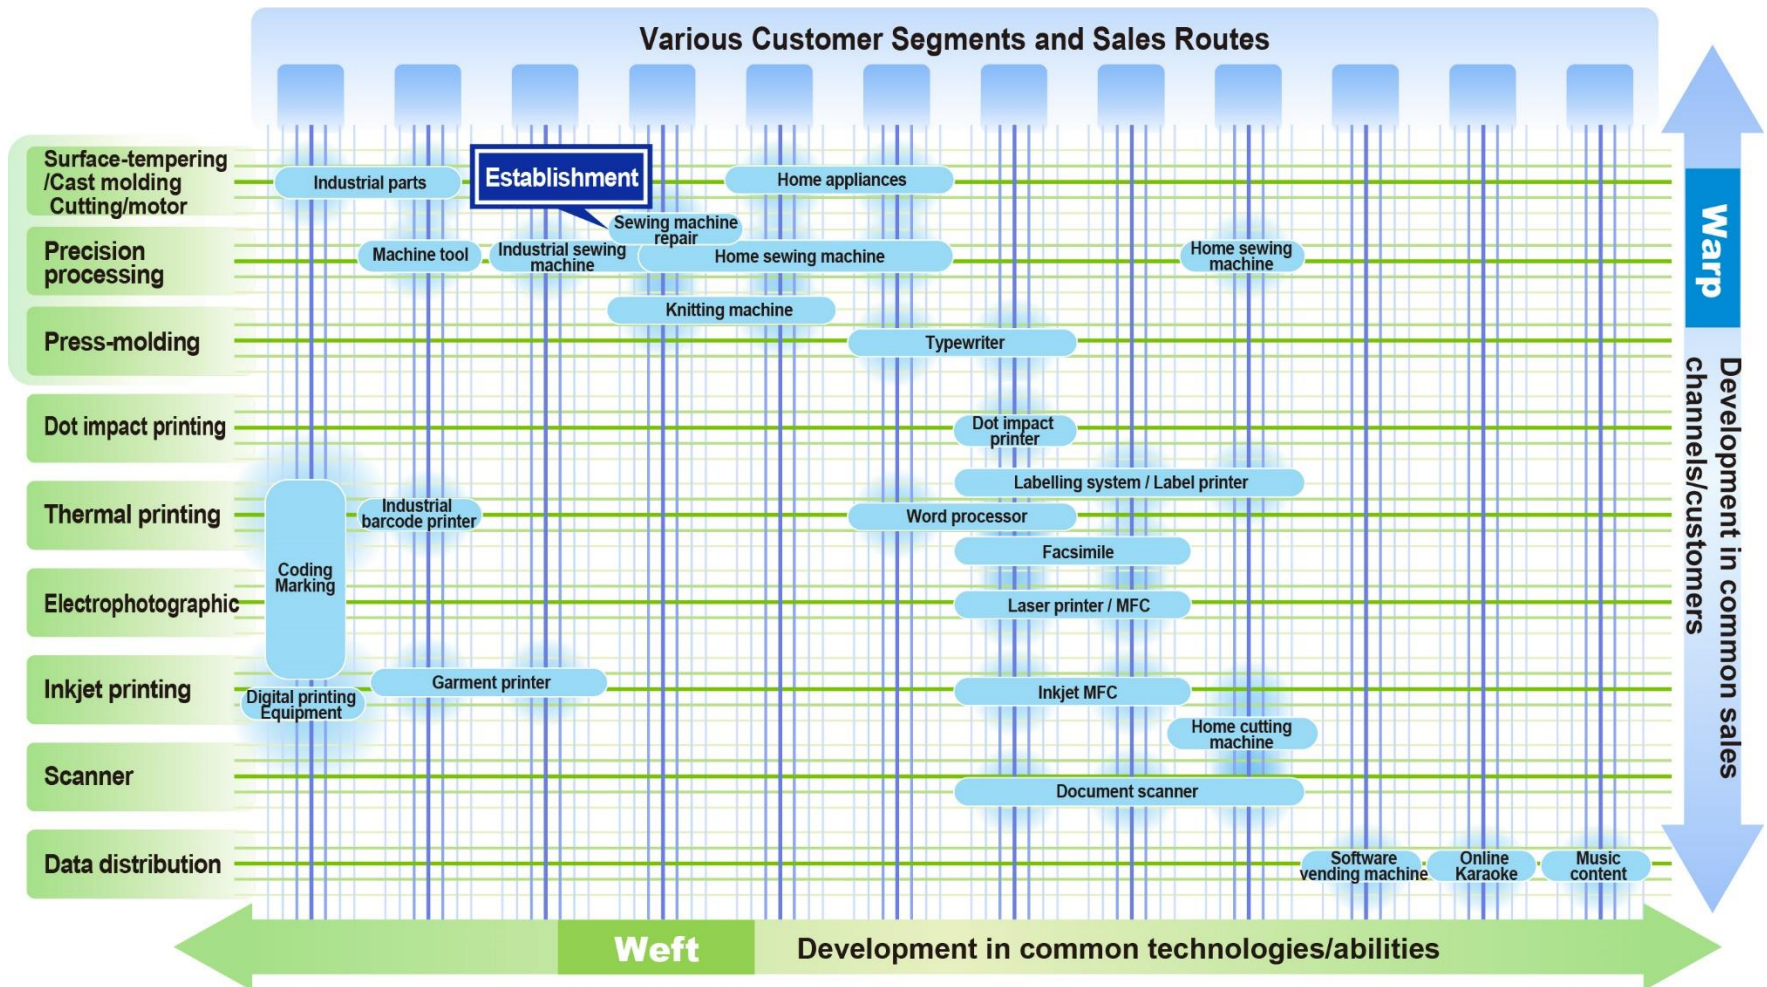 Various Customer Segments and Sales Routes
Surface-tempering
/Cast molding
Cutting/motor
Industrial parts
Establishment
Home appliances
Sewing machine
repair
Precision
processing
Machine tool
Industrial sewing
machine
Home sewing machine
Home sewing
machine
Knitting machine
Press-molding
Typewriter
Dot impact printing
Dot impact
printer
Labelling system / Label printer
Thermal printing
Industrial
barcode printer
Word processor
Facsimile
Coding
Marking
Electrophotographic
Laser printer / MFC
Inkjet printing
Digital printing
Equipment
Garment printer
Inkjet MFC
Home cutting
machine
Scanner
Document scanner
Data distribution
Software
vending machine
Online
Karaoke
Music
content
Warp
Development in common sales
channels/customers
Weft
Development in common technologies/abilities